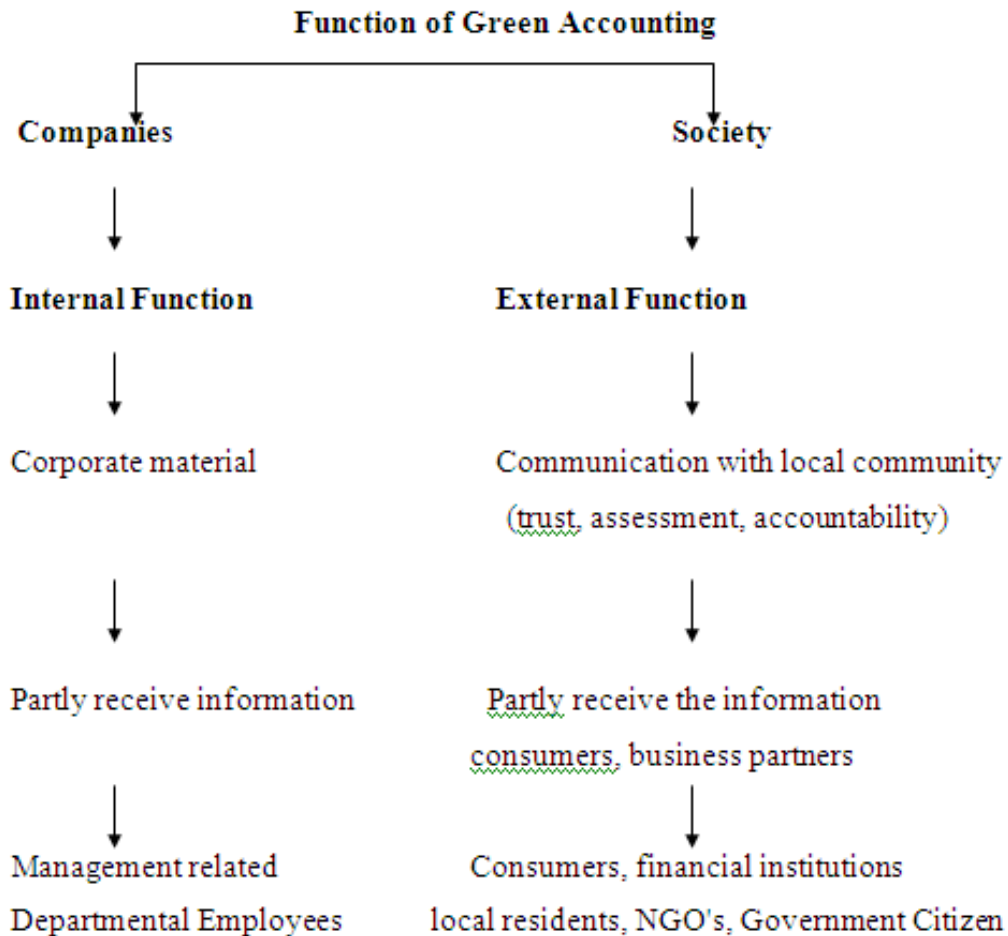 Function of Green Accounting
Companies
Society
Internal Function
External Function
Corporate material
Communication with local community
(trust, assessment, accountability)
Partly receive information
Partly receive the information
consumers, business partners
Management related
Consumers, financial institutions
Departmental Employees
local residents, NGO's, Government Citizen